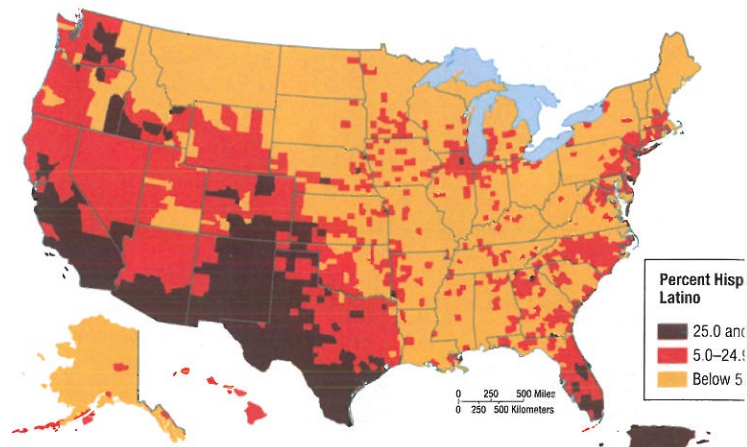 Percent Hisp
Latino
25.0 and
5.0–24.9
Below 5.
0 250 500 Miles
0 250 500 Kilometers